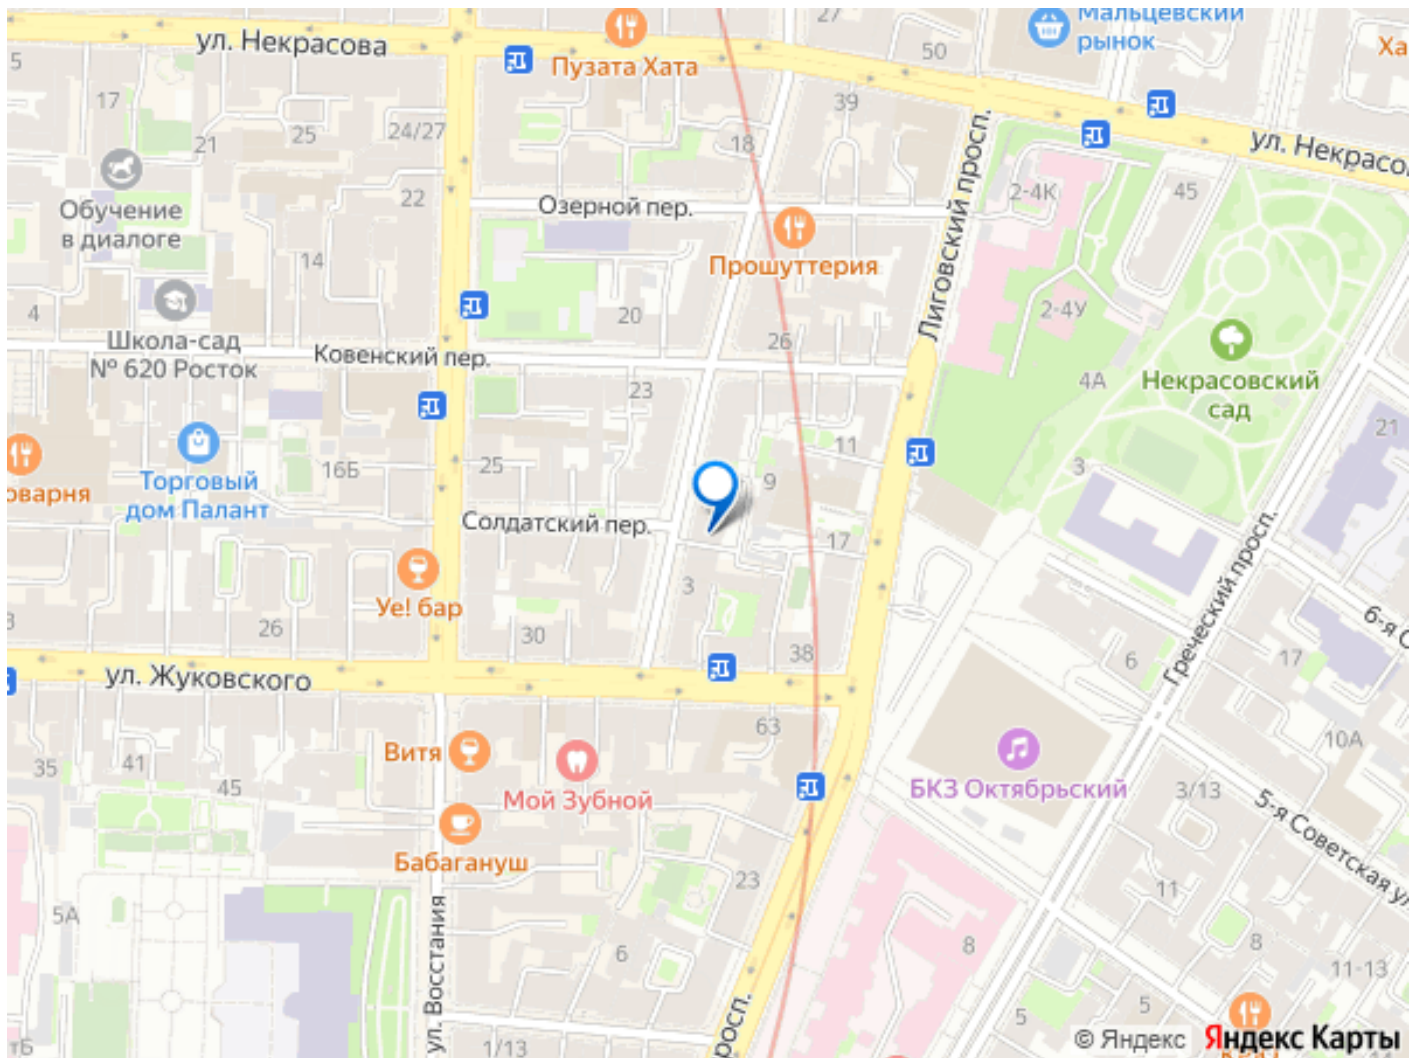 27
Мальцевский
рынок
ул. Некрасова
50
Ха
Пузата Хата
5
17
39
24/27
25
21
18
ул. Некрасо
Лиговский просп.
22
2-4К
45
Озерной пер.
Обучение
в диалоге
14
Прошуттерия
4
20
2-4У
26
Школа-сад
№ 620 Росток
Ковенский пер.
4А
Некрасовский
сад
23
21
11
25
16Б
3
9
оварня
Торговый
дом Палант
Солдатский пер.
17
Греческий просп.
3
Уе! бар
6-я С
26
30
38
6
17
ул. Жуковского
63
10А
Витя
41
35
45
Мой Зубной
БКЗ Октябрьский
3/13
5-я Советская ул
Бабагануш
23
11
5А
ул. Восстания
6
8
8
11-13
росп.
5
5
1/13
© Яндекс
Яндекс Карты